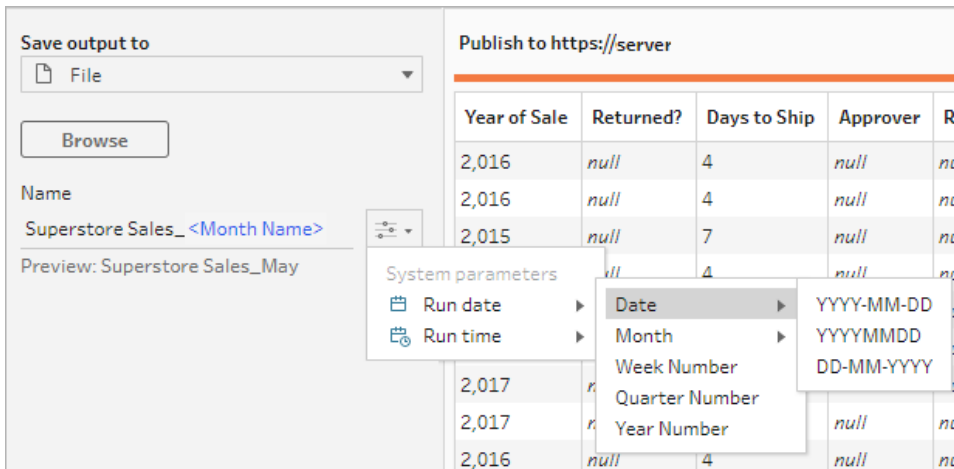 Save output to
File
Browse
Name
Superstore Sales_ <Month Name>
Preview: Superstore Sales_May
Publish to https://server
Year of Sale Returned? Days to Ship Approver R
2,016 null 4 null
2,016 null 4 null
2,015 null 7 null
4 null
2,017
2,017 null
2,016 null 4 null
System parameters
Run date
Run time
Date
Month
Week Number
Quarter Number
Year Number
YYYY-MM-DD
YYYYMMDD
DD-MM-YYYY